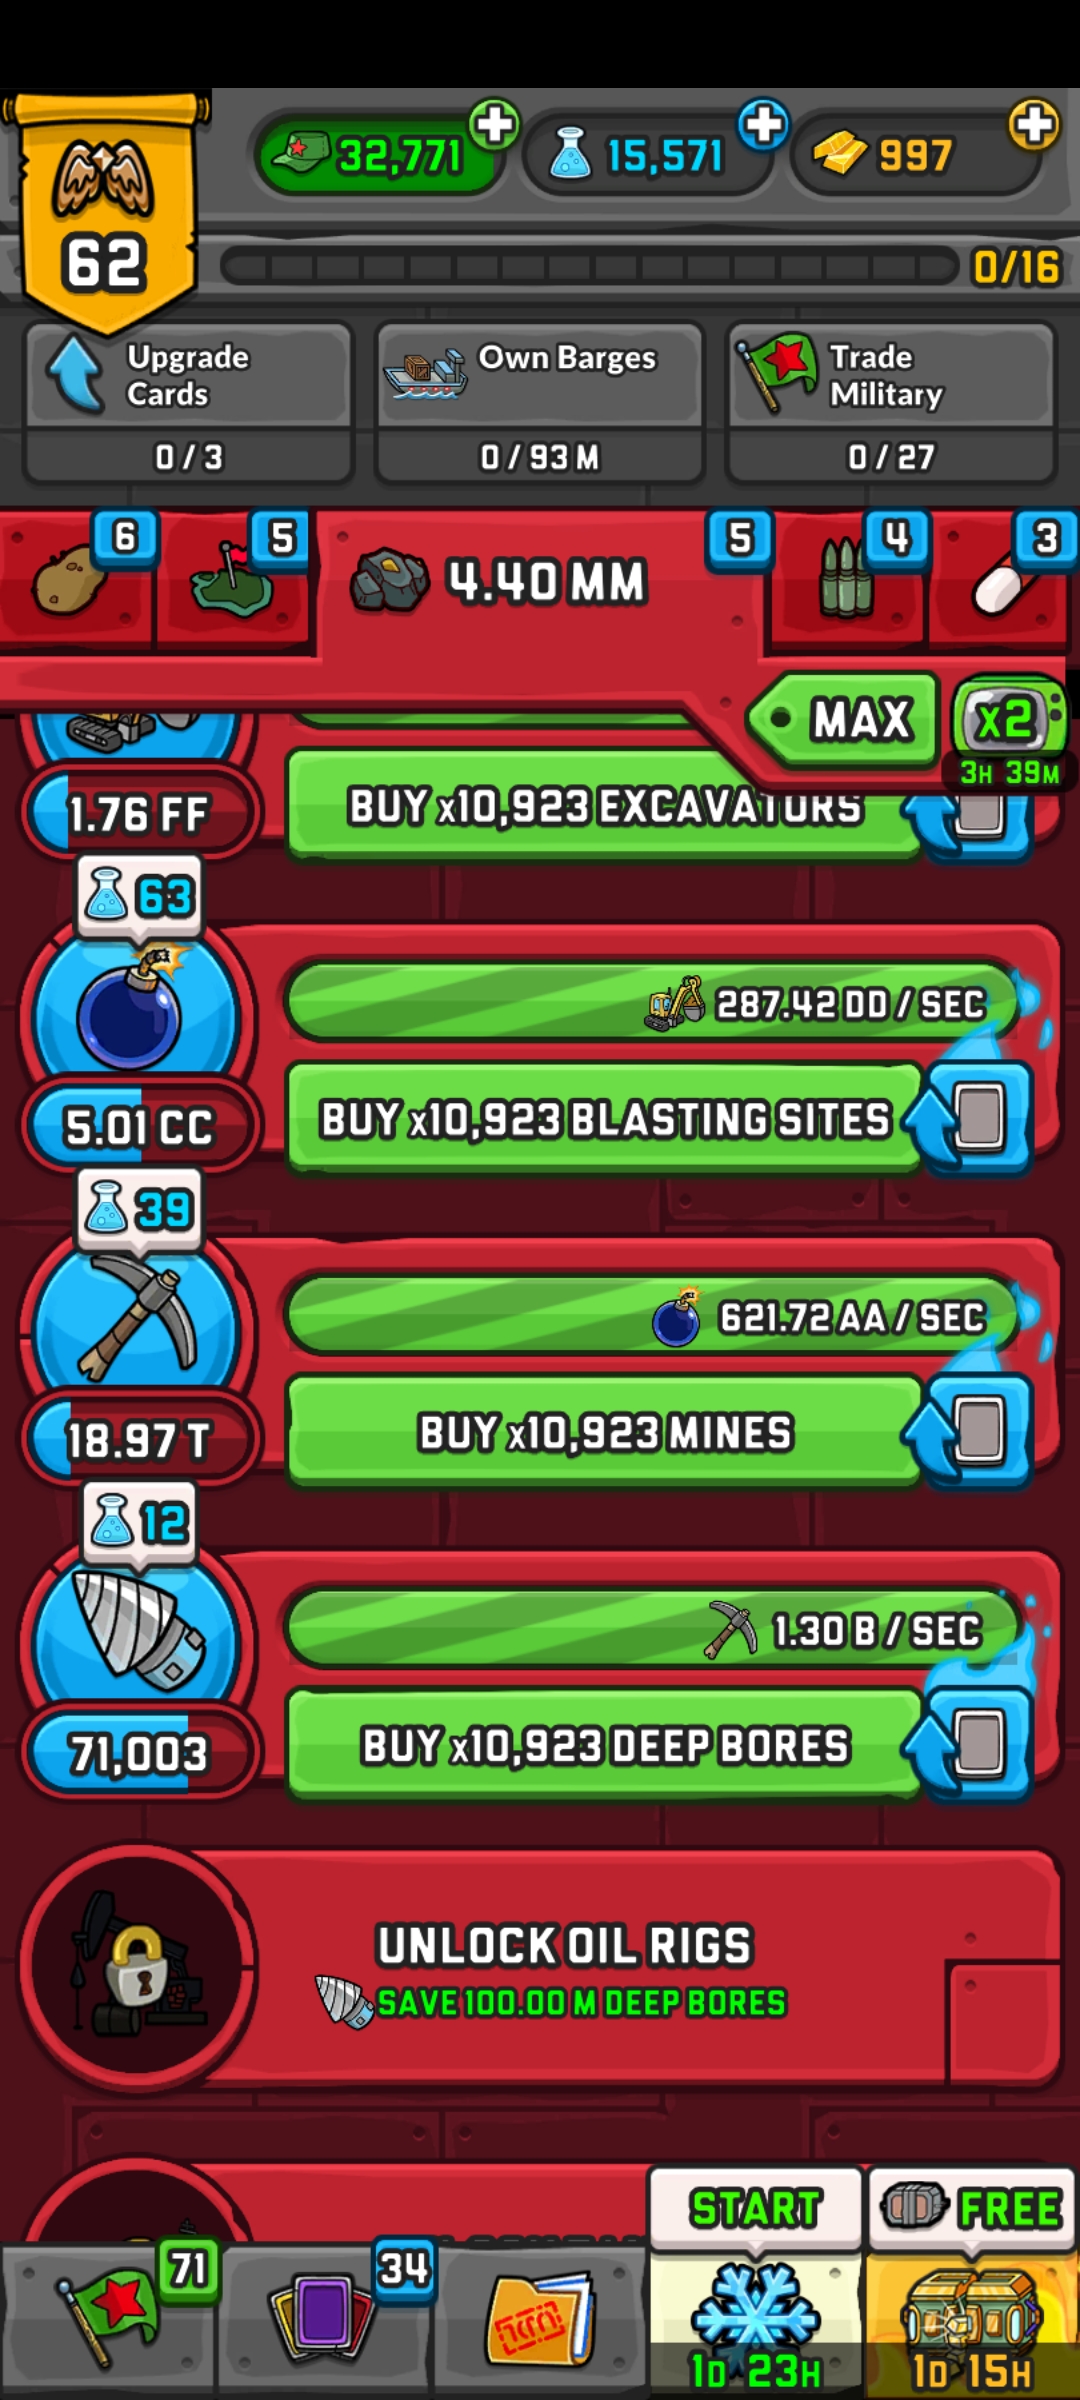 32,771
15,571
997
62
0/16
Upgrade
Cards
0 / 3
Own Barges
0 / 93 M
Trade
Military
0 / 27
6
5
4.40 MM
5
4
3
MAX
x2
3H 39M
1.76 FF
BUY x10,923 EXCAVATORS
63
287.42 DD / SEC
5.01 CC
BUY x10,923 BLASTING SITES
39
621.72 AA / SEC
18.97 T
BUY x10,923 MINES
12
1.30 B / SEC
71,003
BUY x10,923 DEEP BORES
UNLOCK OIL RIGS
SAVE 100.00 M DEEP BORES
START
FREE
71
34
1D 23H
1D 15H